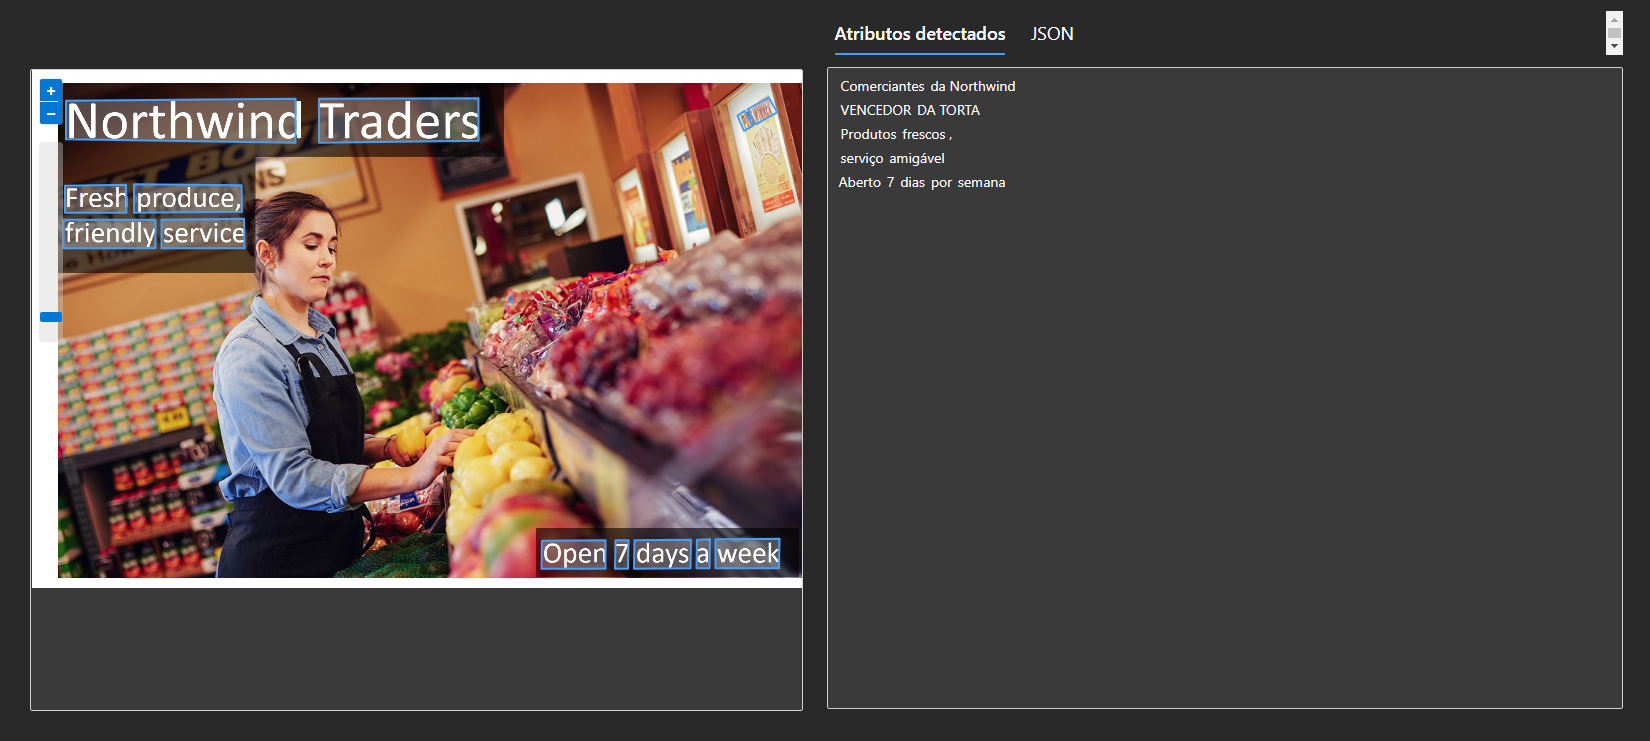 Atributos detectados JSON
+
−
Northwind Traders
Fresh produce,
friendly service
Open 7 days a week
Comerciantes da Northwind
VENCEDOR DA TORTA
Produtos frescos ,
serviço amigável
Aberto 7 dias por semana